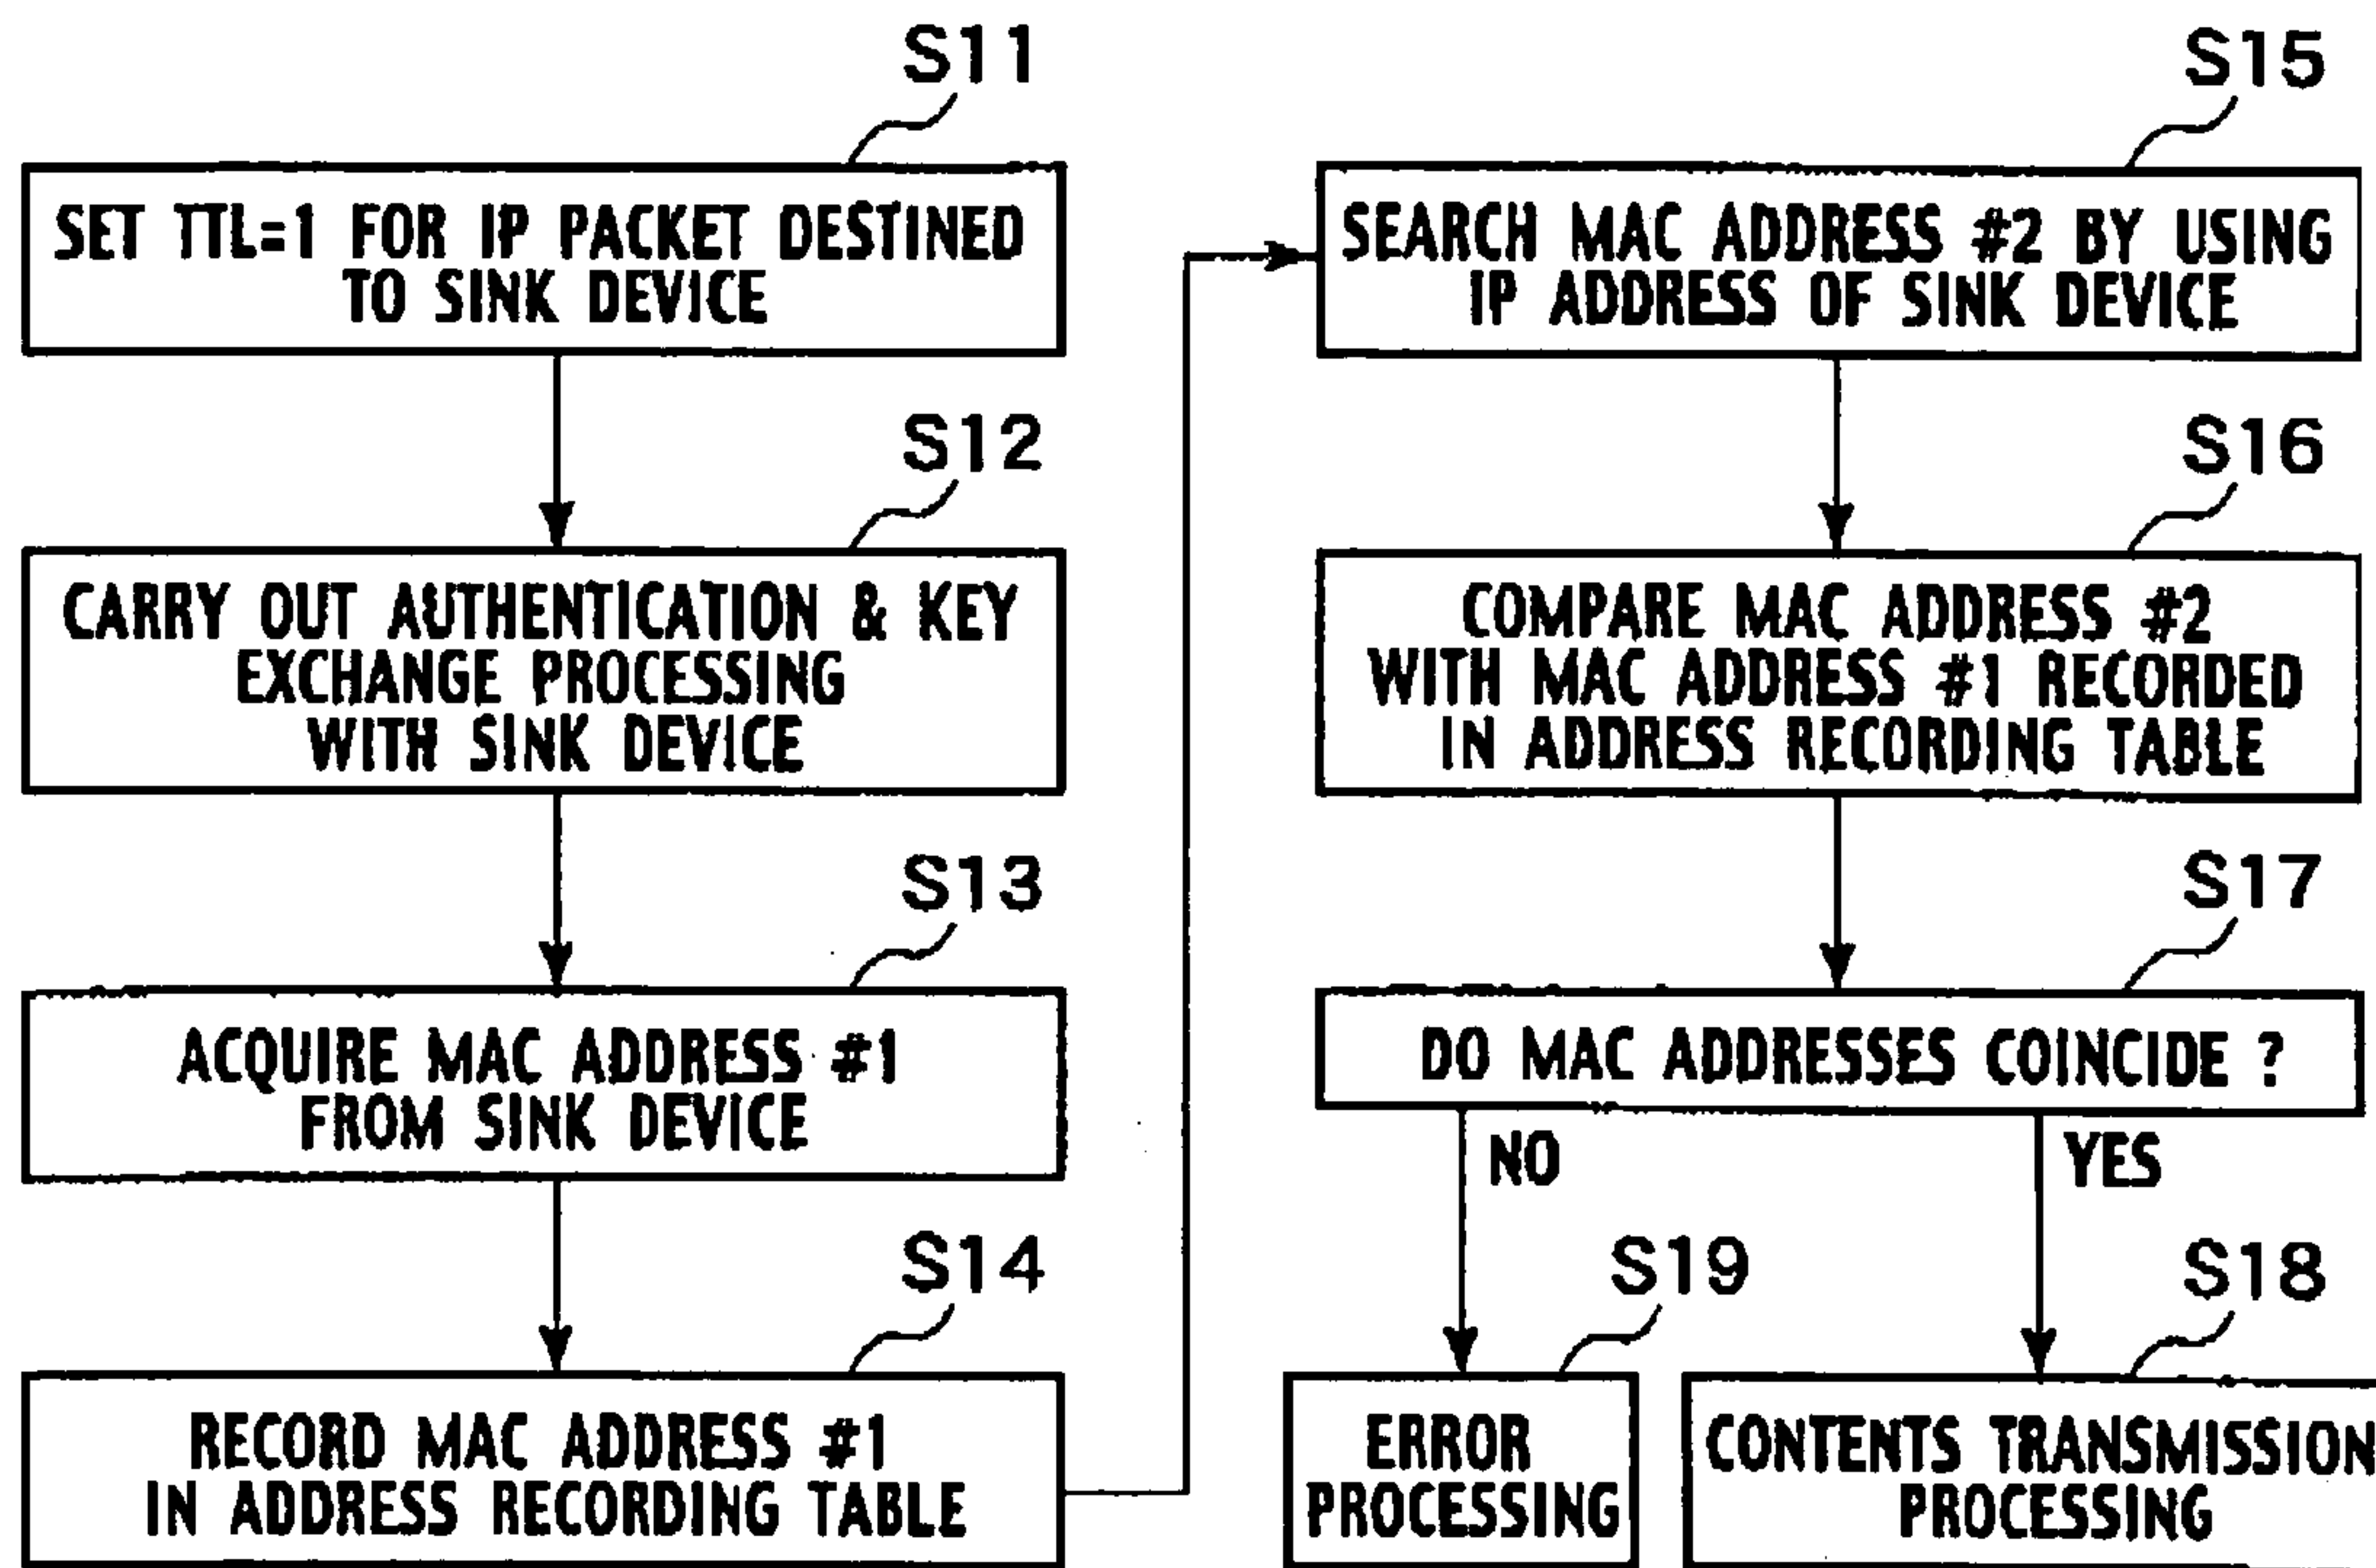 S11
SET TTL=1 FOR IP PACKET DESTINED
TO SINK DEVICE
S12
CARRY OUT AUTHENTICATION & KEY
EXCHANGE PROCESSING
WITH SINK DEVICE
S13
ACQUIRE MAC ADDRESS #1
FROM SINK DEVICE
S14
RECORD MAC ADDRESS #1
IN ADDRESS RECORDING TABLE
S15
SEARCH MAC ADDRESS #2 BY USING
IP ADDRESS OF SINK DEVICE
S16
COMPARE MAC ADDRESS #2
WITH MAC ADDRESS #1 RECORDED
IN ADDRESS RECORDING TABLE
S17
DO MAC ADDRESSES COINCIDE ?
NO
YES
S19
ERROR
PROCESSING
S18
CONTENTS TRANSMISSION
PROCESSING